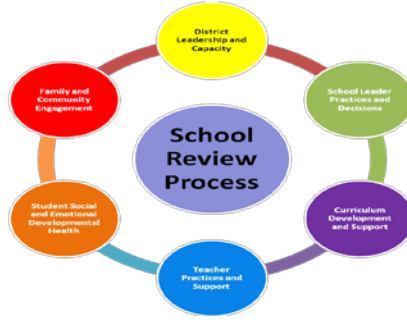 District
Leadership and
Capacity
Family and
Community
Engagement
School Leader
Practices and
Decisions
School
Review
Process
Student Social
and Emotional
Developmental
Health
Curriculum
Development
and Support
Teacher
Practices and
Support